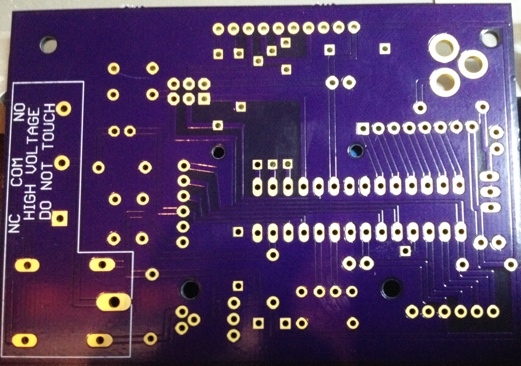 NC COM NO
HIGH VOLTAGE
DO NOT TOUCH